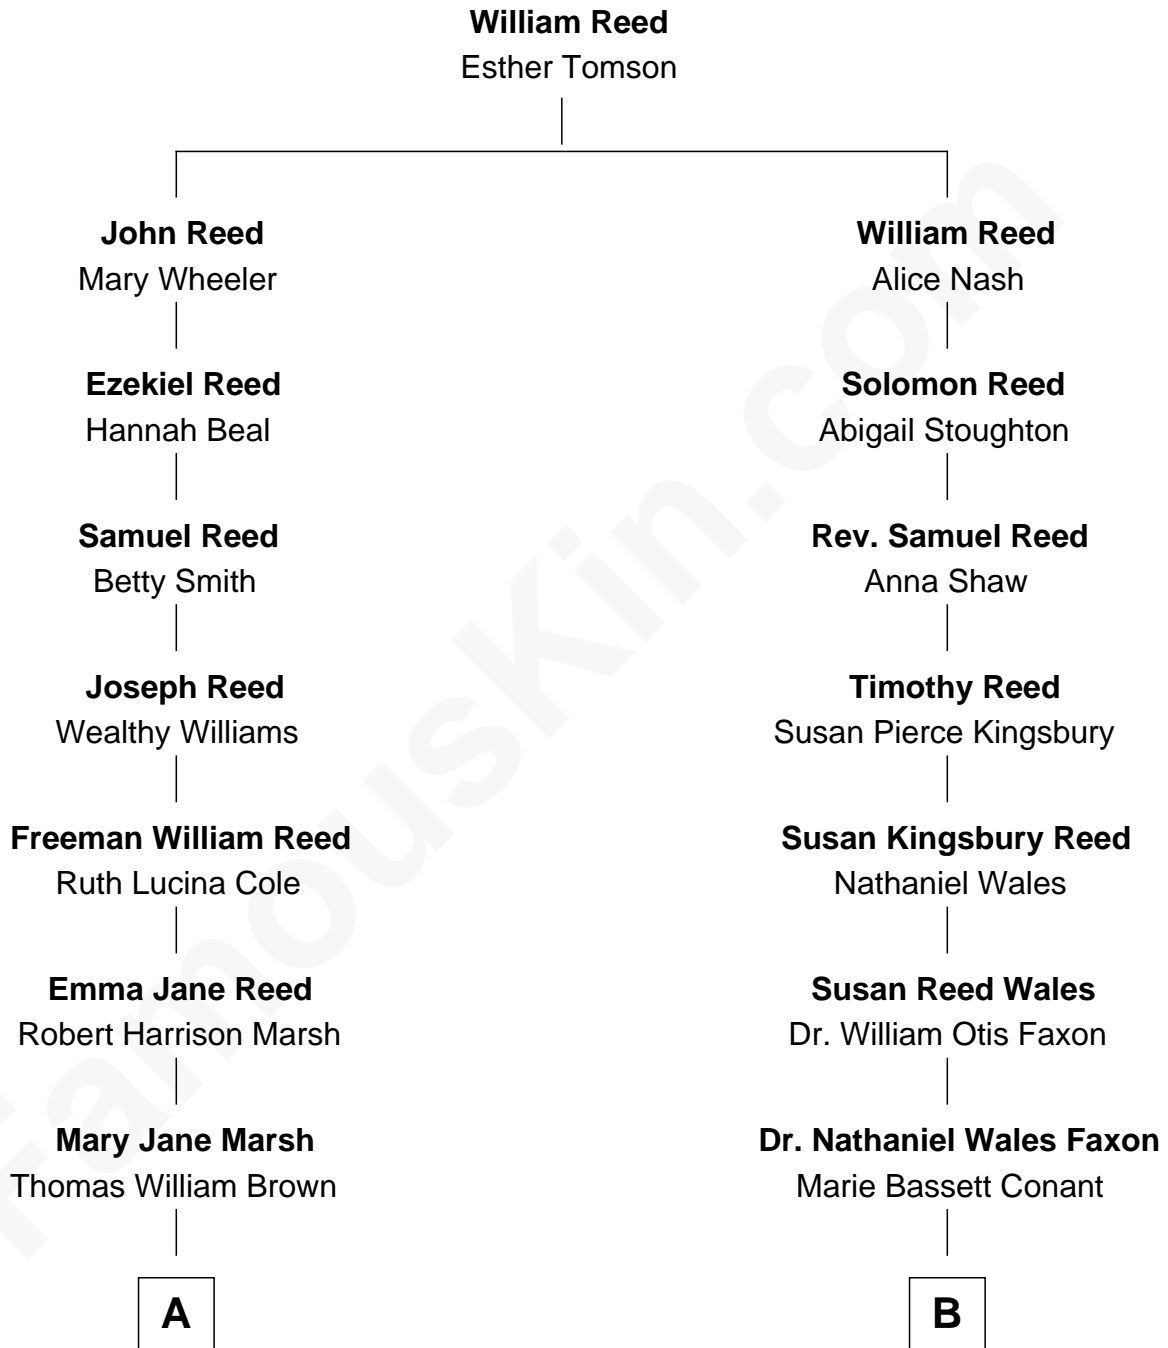 William Reed
Esther Tomson
John Reed
Mary Wheeler
William Reed
Alice Nash
Ezekiel Reed
Hannah Beal
Solomon Reed
Abigail Stoughton
Samuel Reed
Betty Smith
Rev. Samuel Reed
Anna Shaw
Joseph Reed
Wealthy Williams
Timothy Reed
Susan Pierce Kingsbury
Freeman William Reed
Ruth Lucina Cole
Susan Kingsbury Reed
Nathaniel Wales
Emma Jane Reed
Robert Harrison Marsh
Susan Reed Wales
Dr. William Otis Faxon
Mary Jane Marsh
Thomas William Brown
Dr. Nathaniel Wales Faxon
Marie Bassett Conant
A
B
FamousKin.com